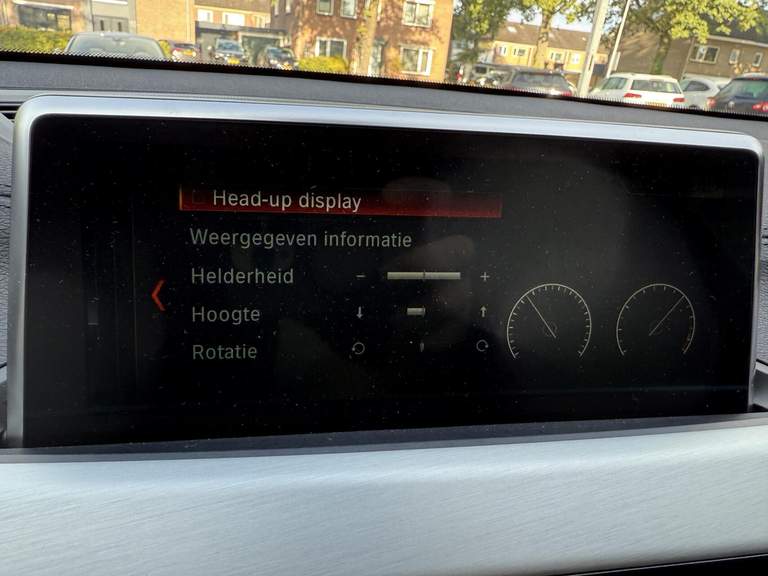 Head-up display
Weergegeven informatie
Helderheid - +
Hoogte
Rotatie